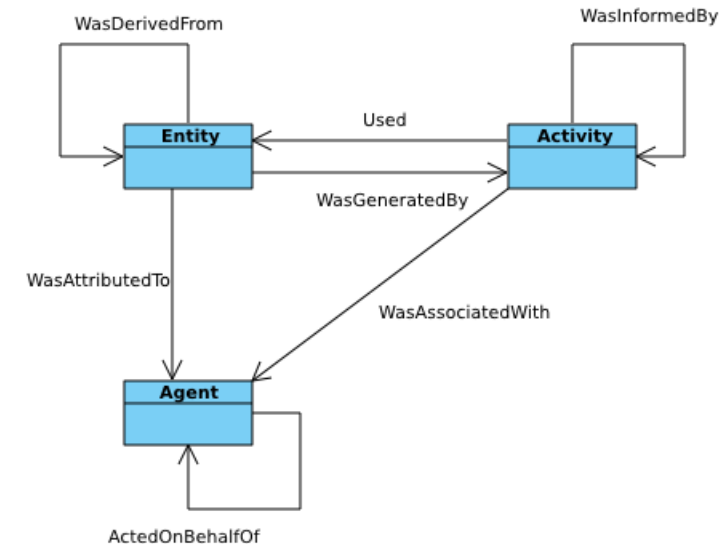 WasInformedBy
WasDerivedFrom
Used
Entity
Activity
WasGeneratedBy
WasAttributedTo
WasAssociatedWith
Agent
ActedOnBehalfOf